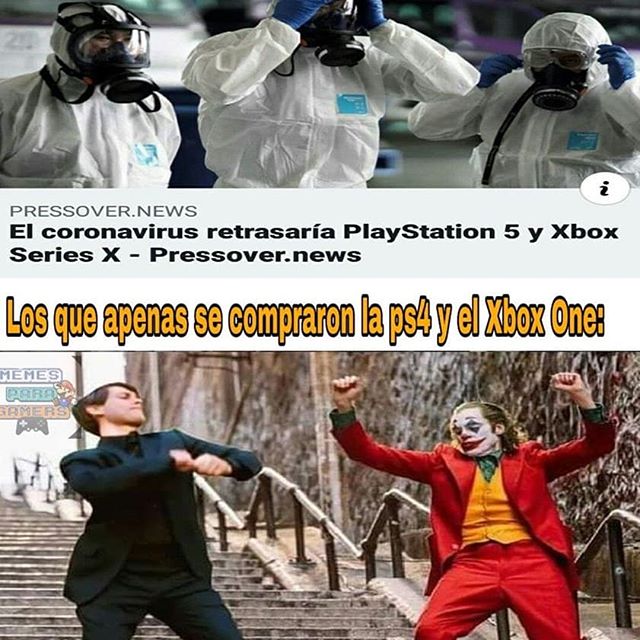 PRESSOVER.NEWS
El coronavirus retrasaría PlayStation 5 y Xbox
Series X - Pressover.news
Los que apenas se compraron la ps4 y el Xbox One:
MEMES
PARA
GAMERS